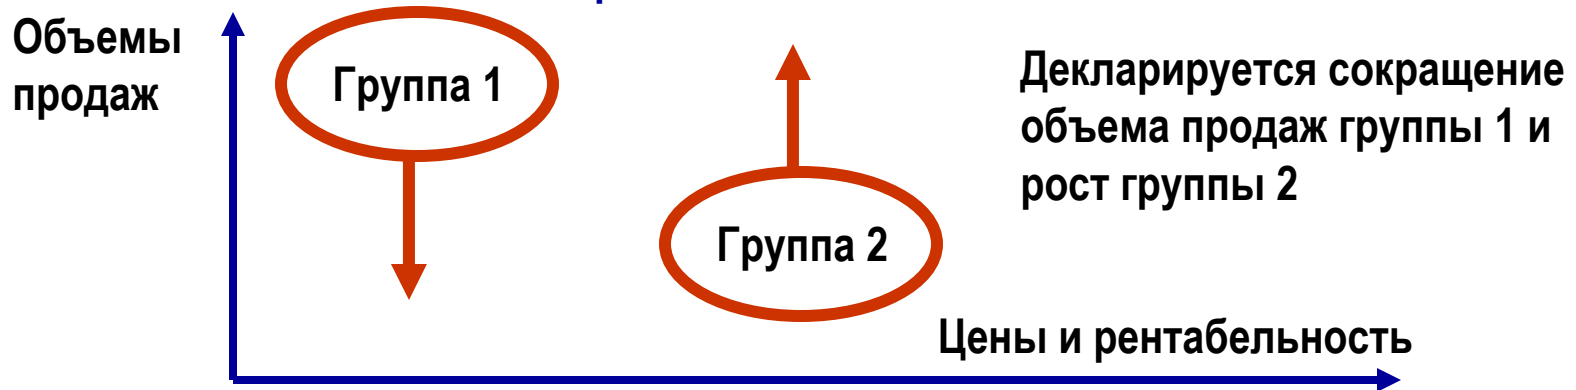 Объемы
продаж
Группа 1
Декларируется сокращение
объема продаж группы 1 и
рост группы 2
Группа 2
Цены и рентабельность